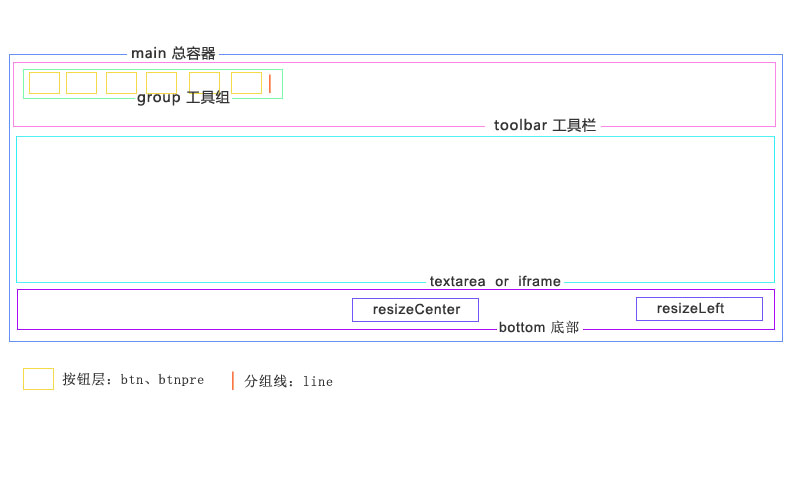 main 总容器
group 工具组
toolbar 工具栏
textarea or iframe
resizeCenter
resizeLeft
bottom 底部
按钮层：btn、btnpre
分组线：line